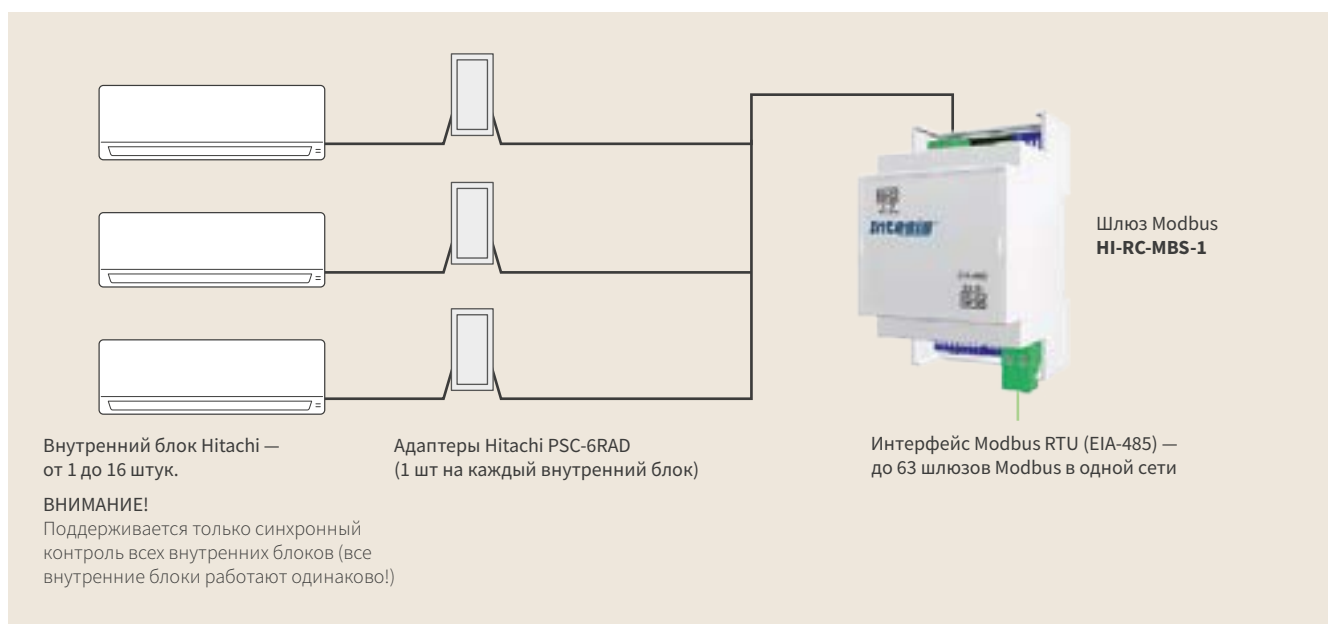 Intesis
Шлюз Modbus
HI-RC-MBS-1
Внутренний блок Hitachi —
от 1 до 16 штук.
Адаптеры Hitachi PSC-6RAD
(1 шт на каждый внутренний блок)
Интерфейс Modbus RTU (EIA-485) —
до 63 шлюзов Modbus в одной сети
ВНИМАНИЕ!
Поддерживается только синхронный
контроль всех внутренних блоков (все
внутренние блоки работают одинаково!)